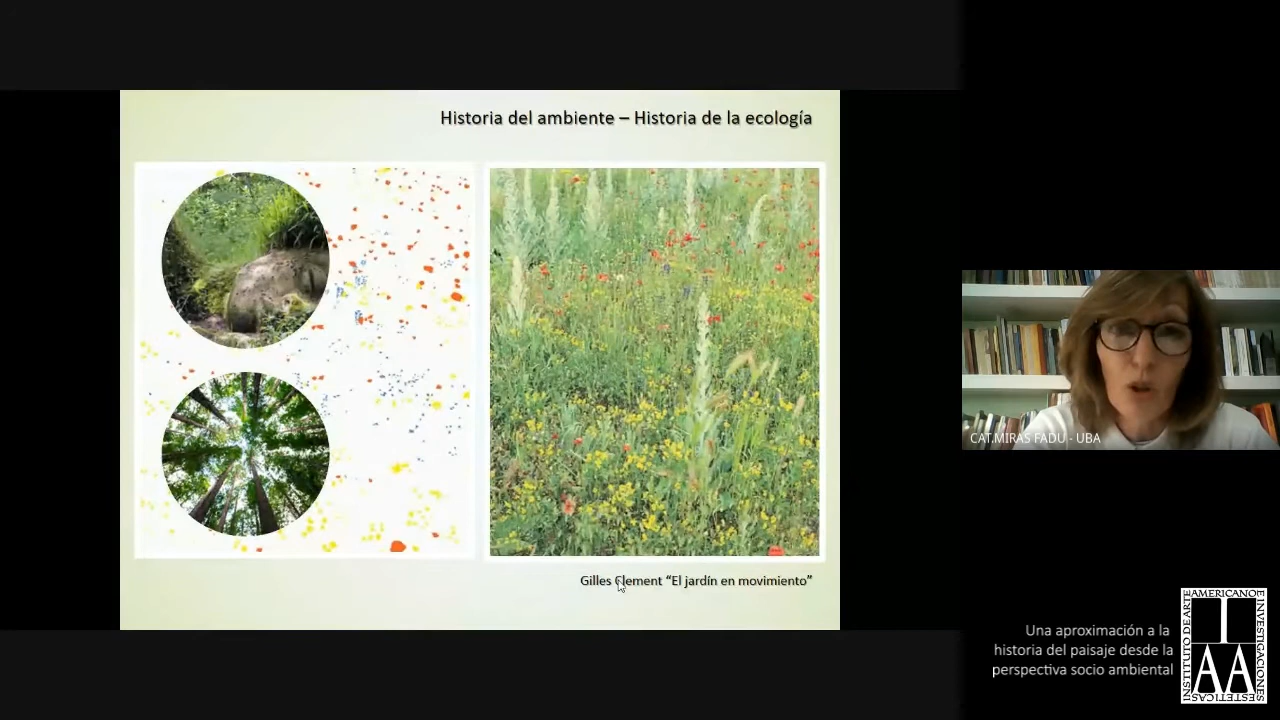 Historia del ambiente – Historia de la ecología
Gilles Clement “El jardín en movimiento”
CAT.MIRAS FADU - UBA
Una aproximación a la
historia del paisaje desde la
perspectiva socio ambiental
INSTITUTO DE ARTE
AMERICANO
E INVESTIGACIONES
ESTETICAS
IAA